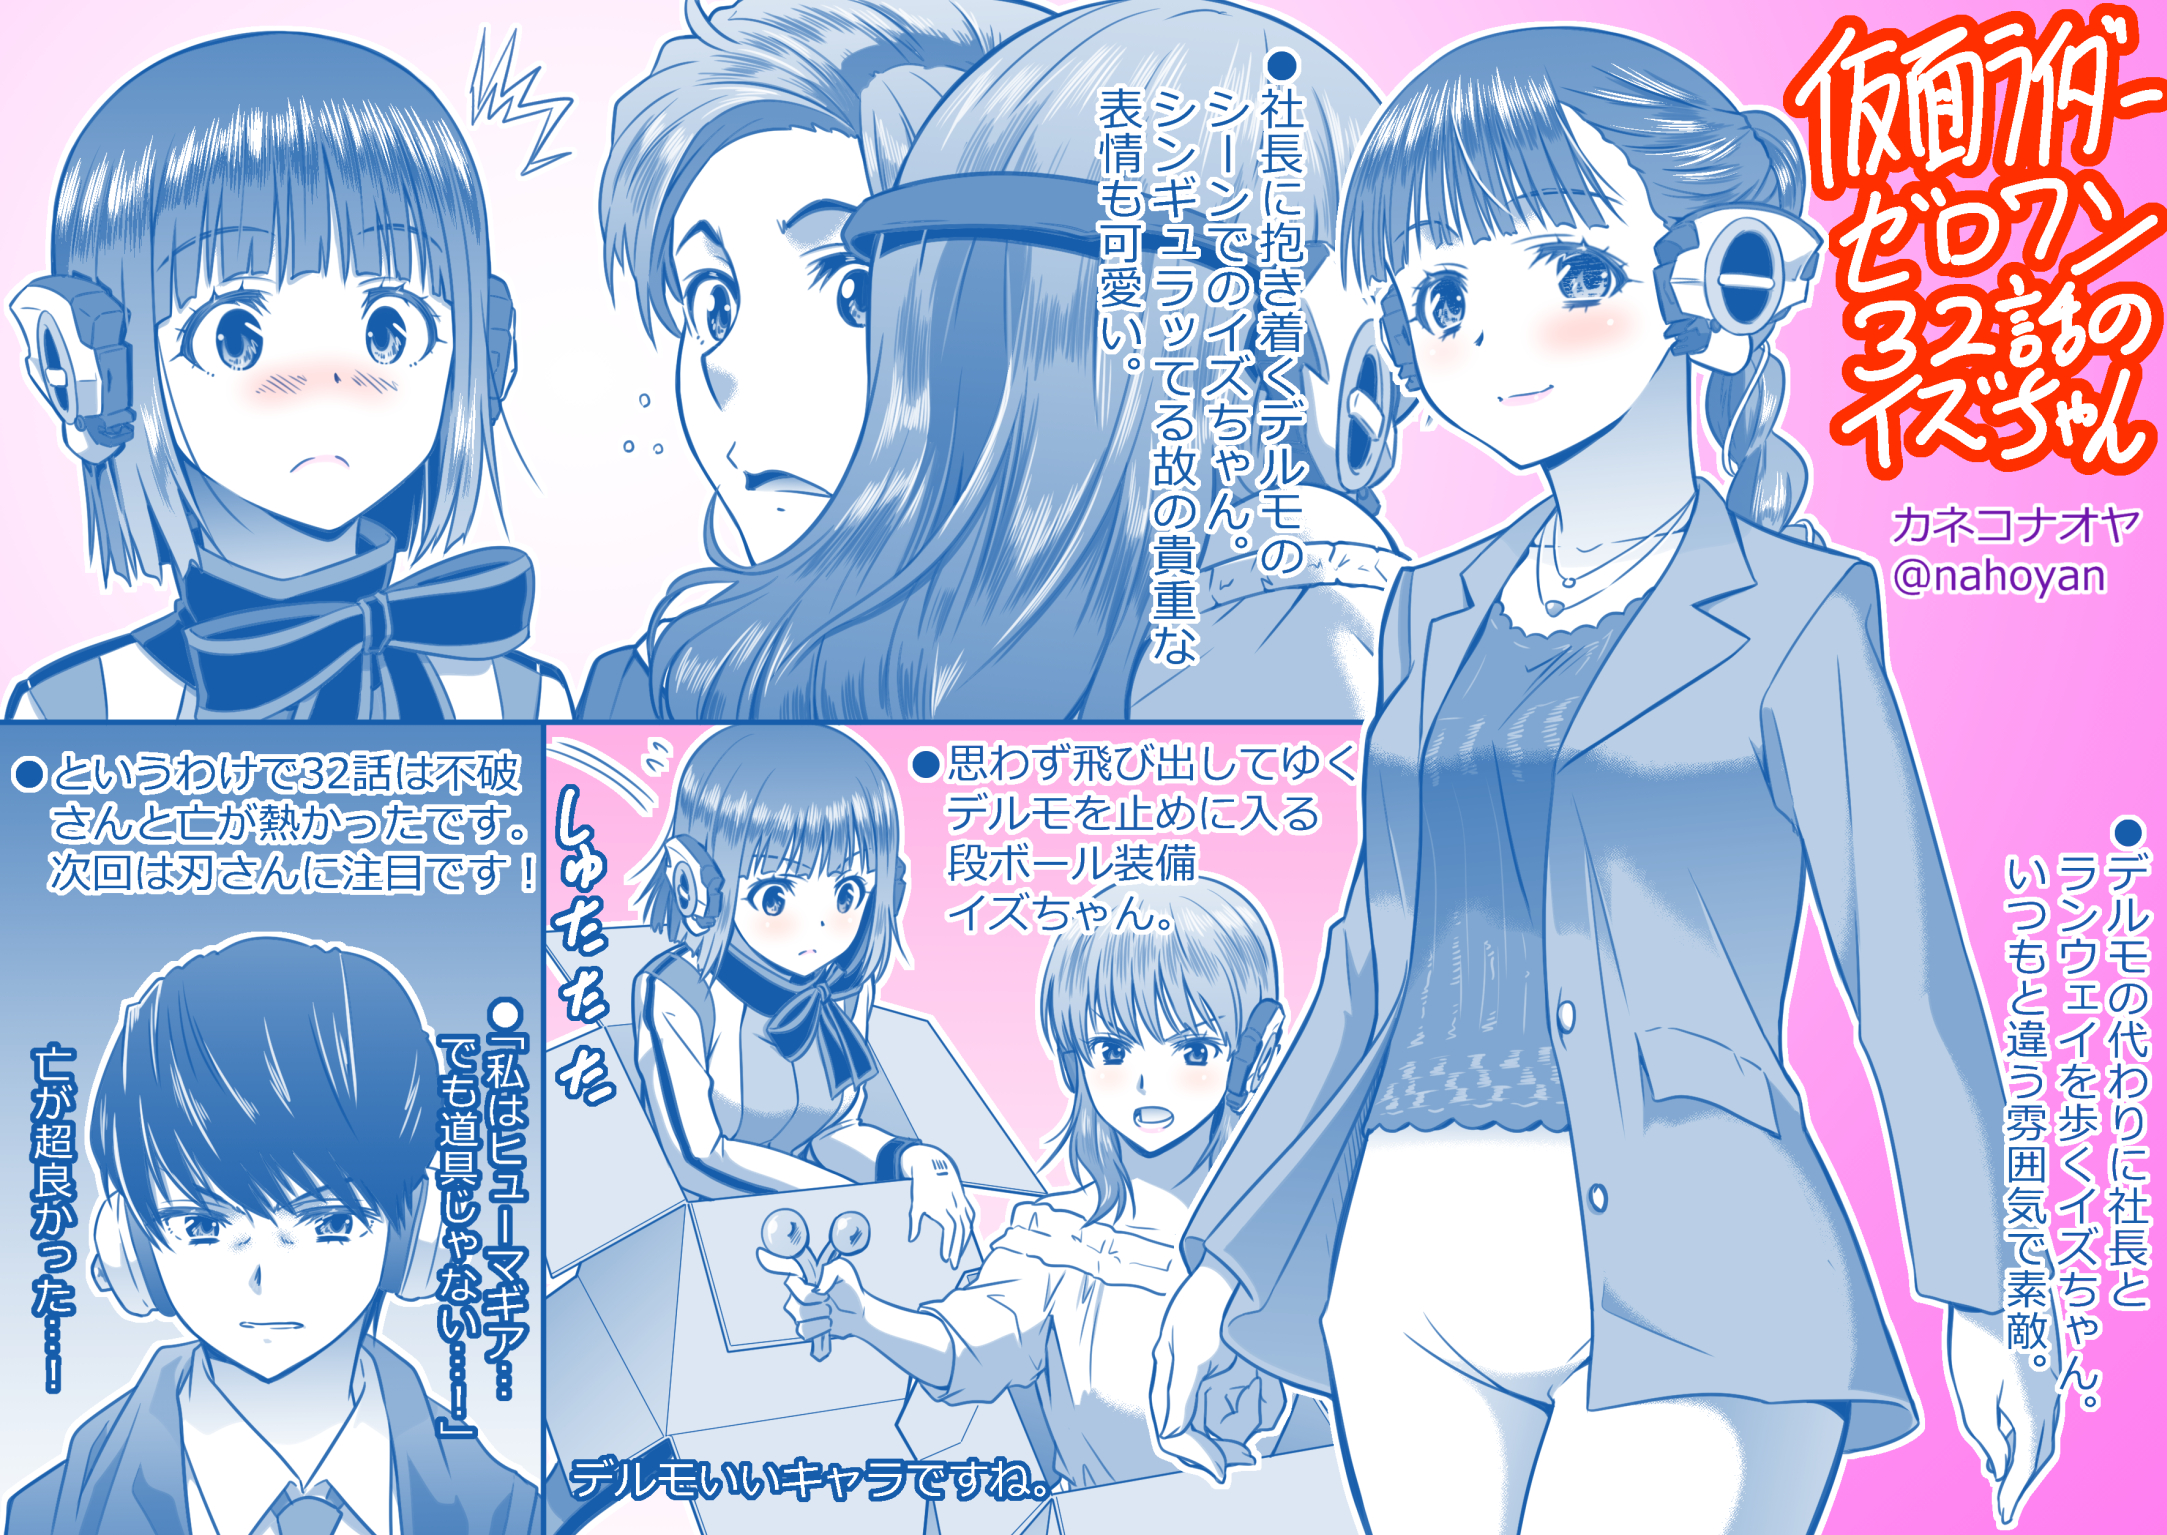 仮面ライダー
ゼロワン
32話の
イズちゃん
カネコナオヤ
@nahoyan
●デルモの代わりに社長と
ランウェイを歩くイズちゃん。
いつもと違う雰囲気で素敵。
●社長に抱き着くデルモの
シーンでのイズちゃん。
シンギュラッてる故の貴重な
表情も可愛い。
●思わず飛び出してゆく
デルモを止めに入る
段ボール装備
イズちゃん。
しゅたたたた
デルモいいキャラですね。
●というわけで32話は不破
さんと亡が熱かったです。
次回は刃さんに注目です！
●「私はヒューマギア…
でも道具じゃない……！」
亡が超良かった……！